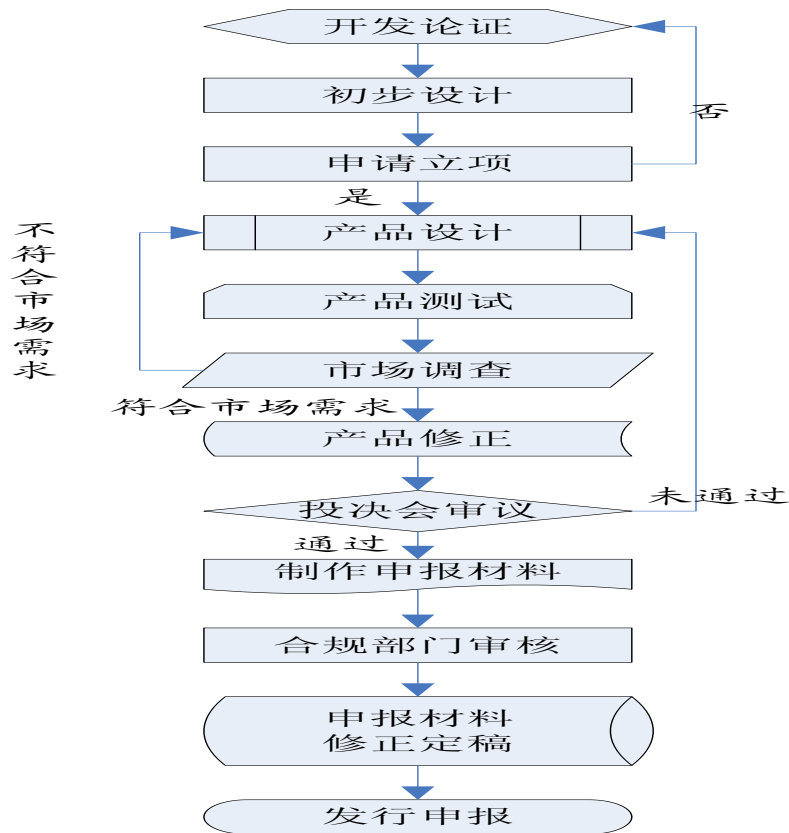 开发论证
初步设计
否
申请立项
是
产品设计
不符合市场需求
产品测试
市场调查
符合市场需求
产品修正
投决会审议
未通过
通过
制作申报材料
合规部门审核
申报材料
修正定稿
发行申报